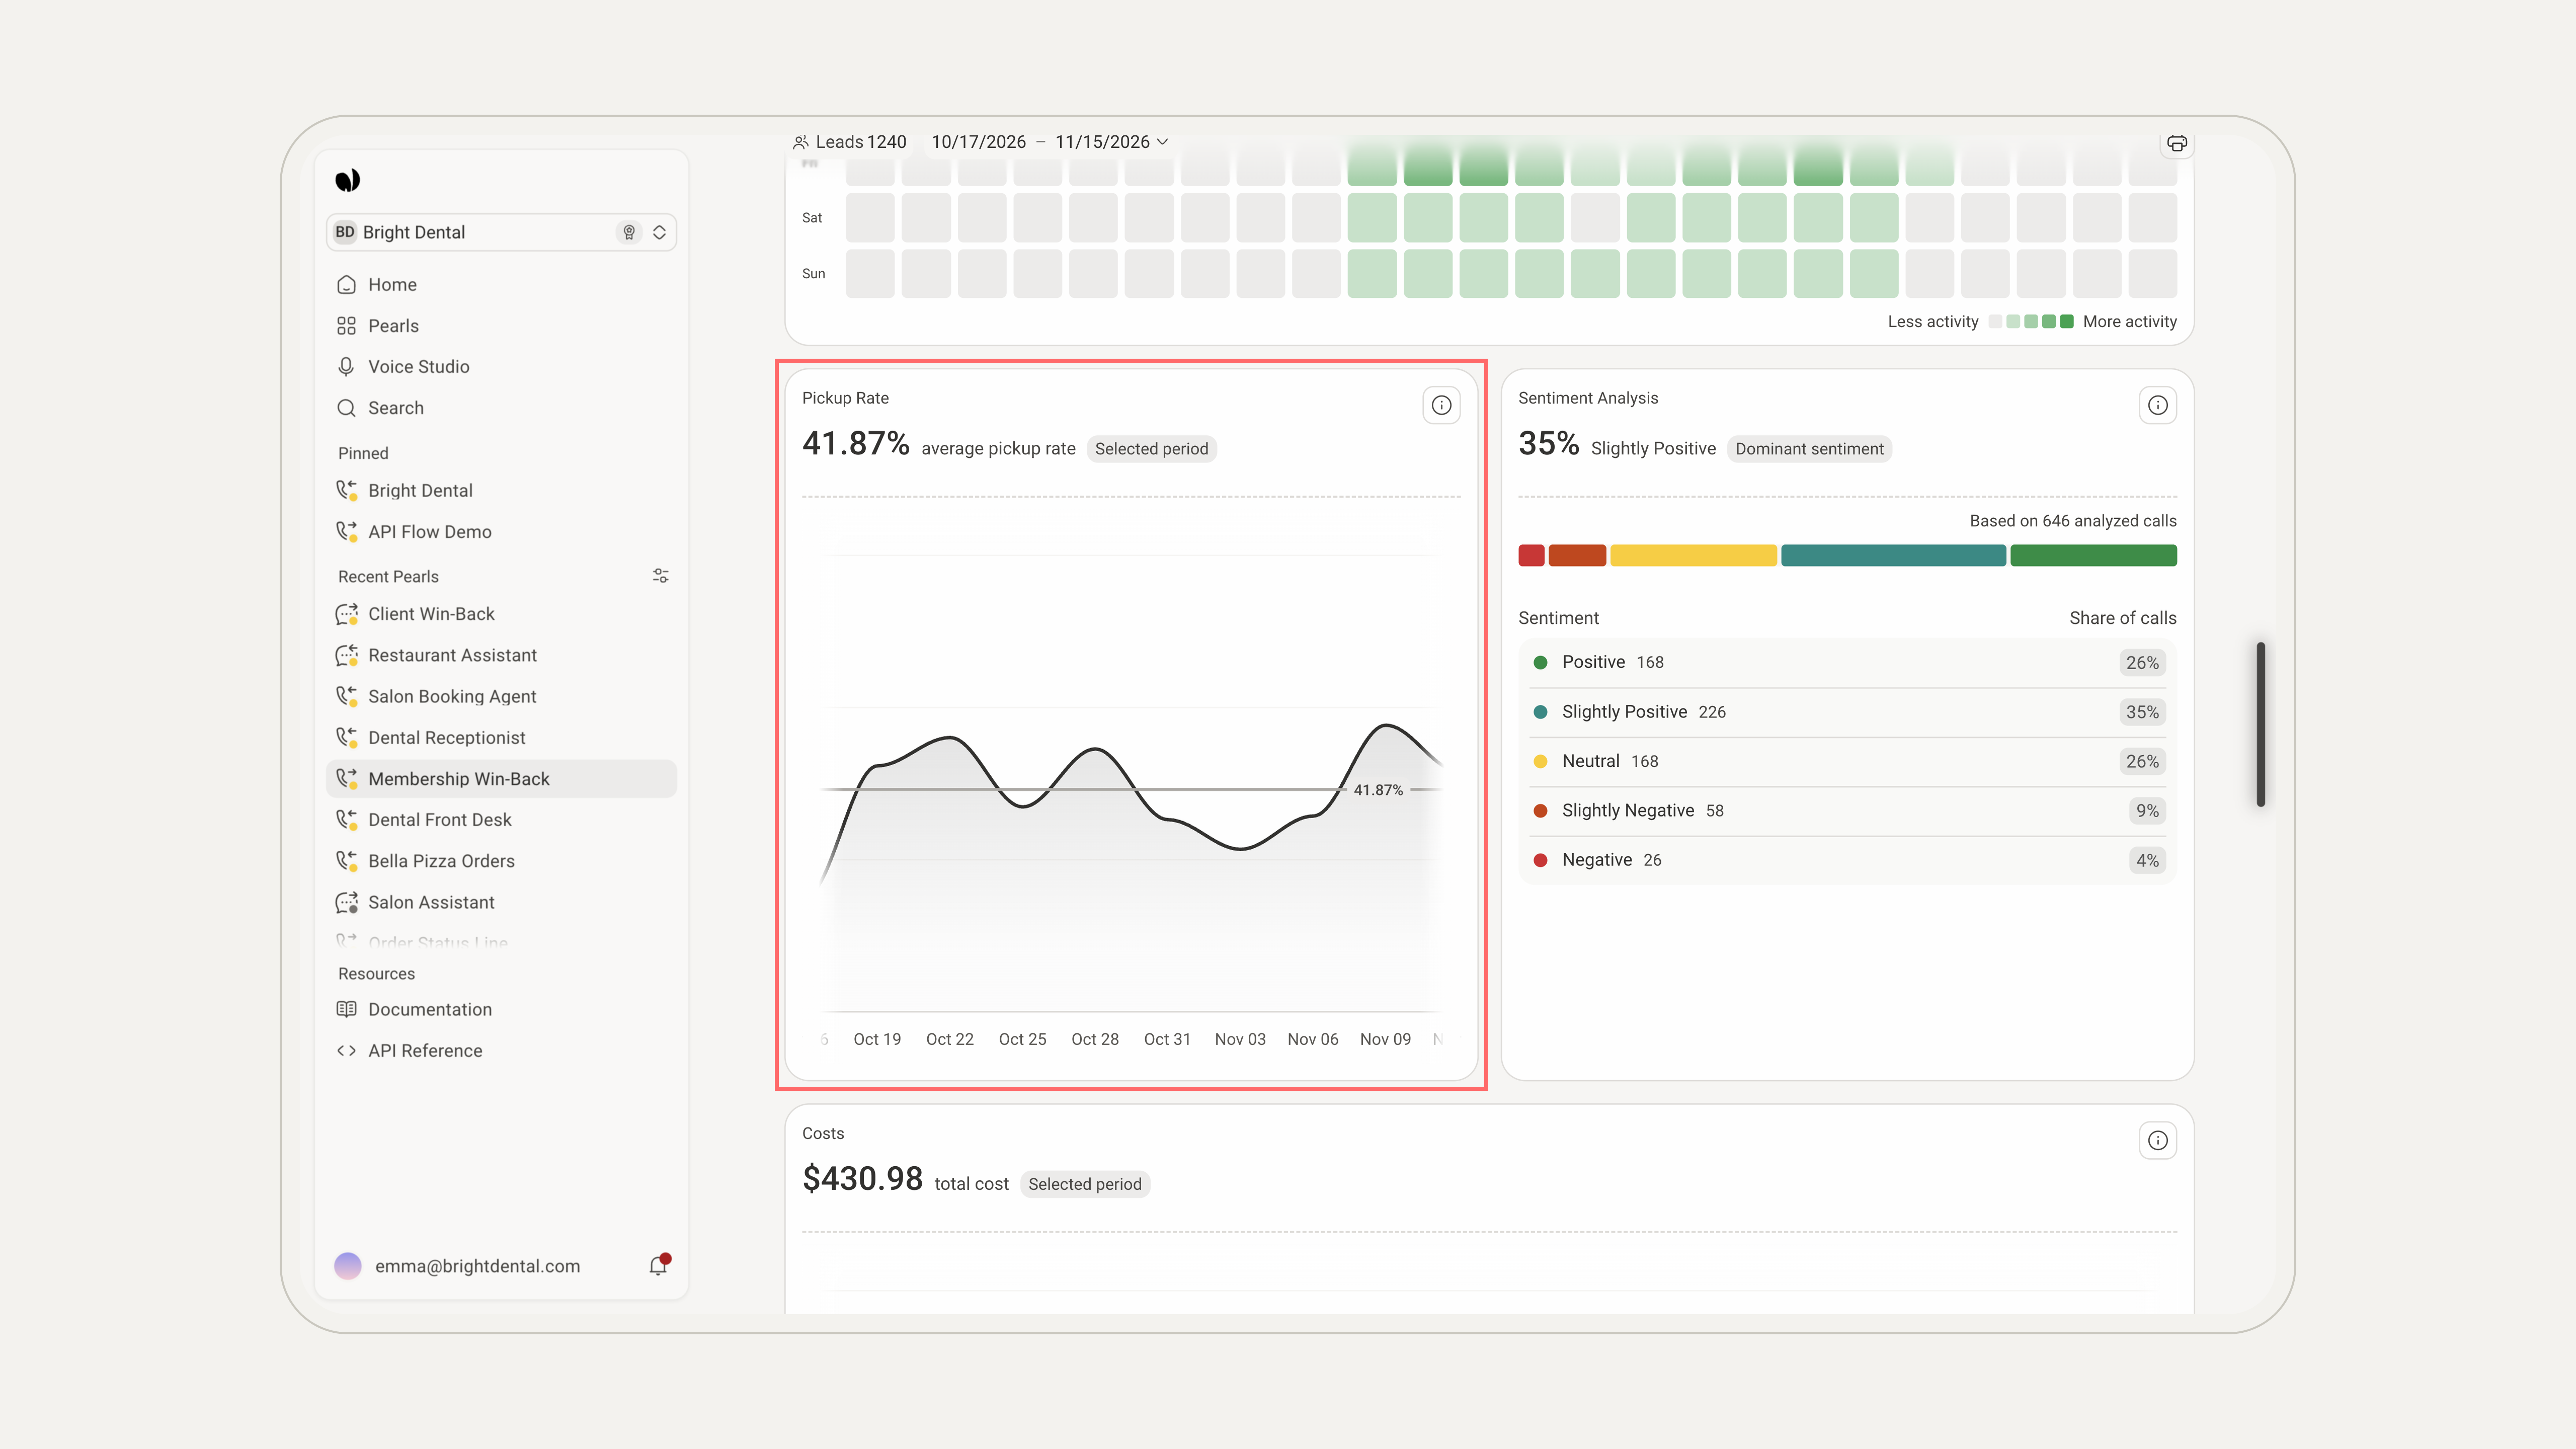 Leads 1240 10/17/2026 – 11/15/2026
BD Bright Dental
Home
Pearls
Voice Studio
Search
Pinned
Bright Dental
API Flow Demo
Recent Pearls
Client Win-Back
Restaurant Assistant
Salon Booking Agent
Dental Receptionist
Membership Win-Back
Dental Front Desk
Bella Pizza Orders
Salon Assistant
Order Status Line
Resources
Documentation
API Reference
emma@brightdental.com
Fri
Sat
Sun
Less activity More activity
Pickup Rate
41.87% average pickup rate Selected period
41.87%
6 Oct 19 Oct 22 Oct 25 Oct 28 Oct 31 Nov 03 Nov 06 Nov 09 N
Sentiment Analysis
35% Slightly Positive Dominant sentiment
Based on 646 analyzed calls
Sentiment Share of calls
Positive 168 26%
Slightly Positive 226 35%
Neutral 168 26%
Slightly Negative 58 9%
Negative 26 4%
Costs
$430.98 total cost Selected period